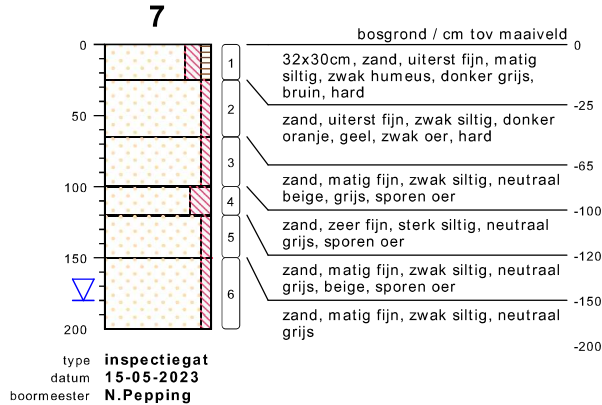 7
bosgrond / cm tov maaiveld
0
0
1
32x30cm, zand, uiterst fijn, matig
siltig, zwak humeus, donker grijs,
bruin, hard
-25
50
2
zand, uiterst fijn, zwak siltig, donker
oranje, geel, zwak oer, hard
-65
3
zand, matig fijn, zwak siltig, neutraal
beige, grijs, sporen oer
-100
100
4
zand, zeer fijn, sterk siltig, neutraal
grijs, sporen oer
-120
5
zand, matig fijn, zwak siltig, neutraal
grijs, beige, sporen oer
-150
150
6
zand, matig fijn, zwak siltig, neutraal
grijs
-200
200
type inspectiegat
datum 15-05-2023
boormeester N.Pepping